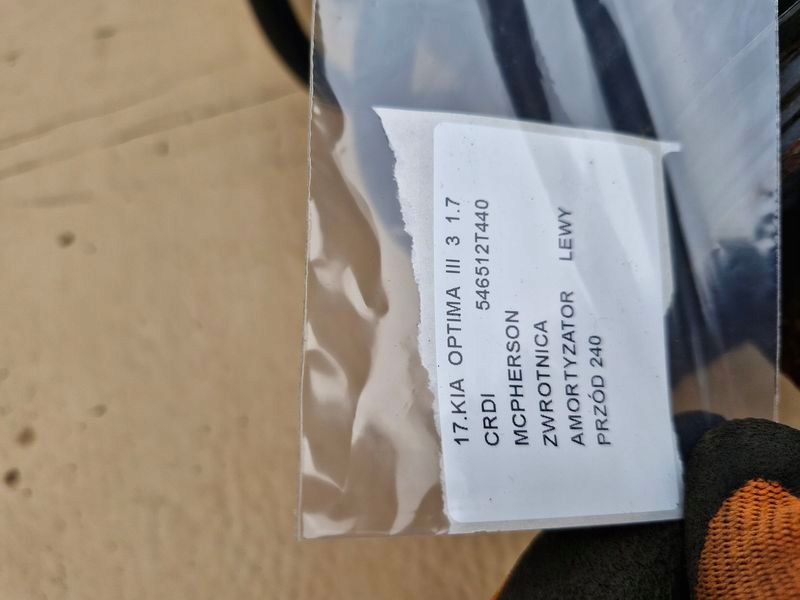 17.KIA OPTIMA III 3 1.7
CRDI 546512T440
MCPHERSON
ZWROTNICA
AMORTYZATOR LEWY
PRZÓD 240